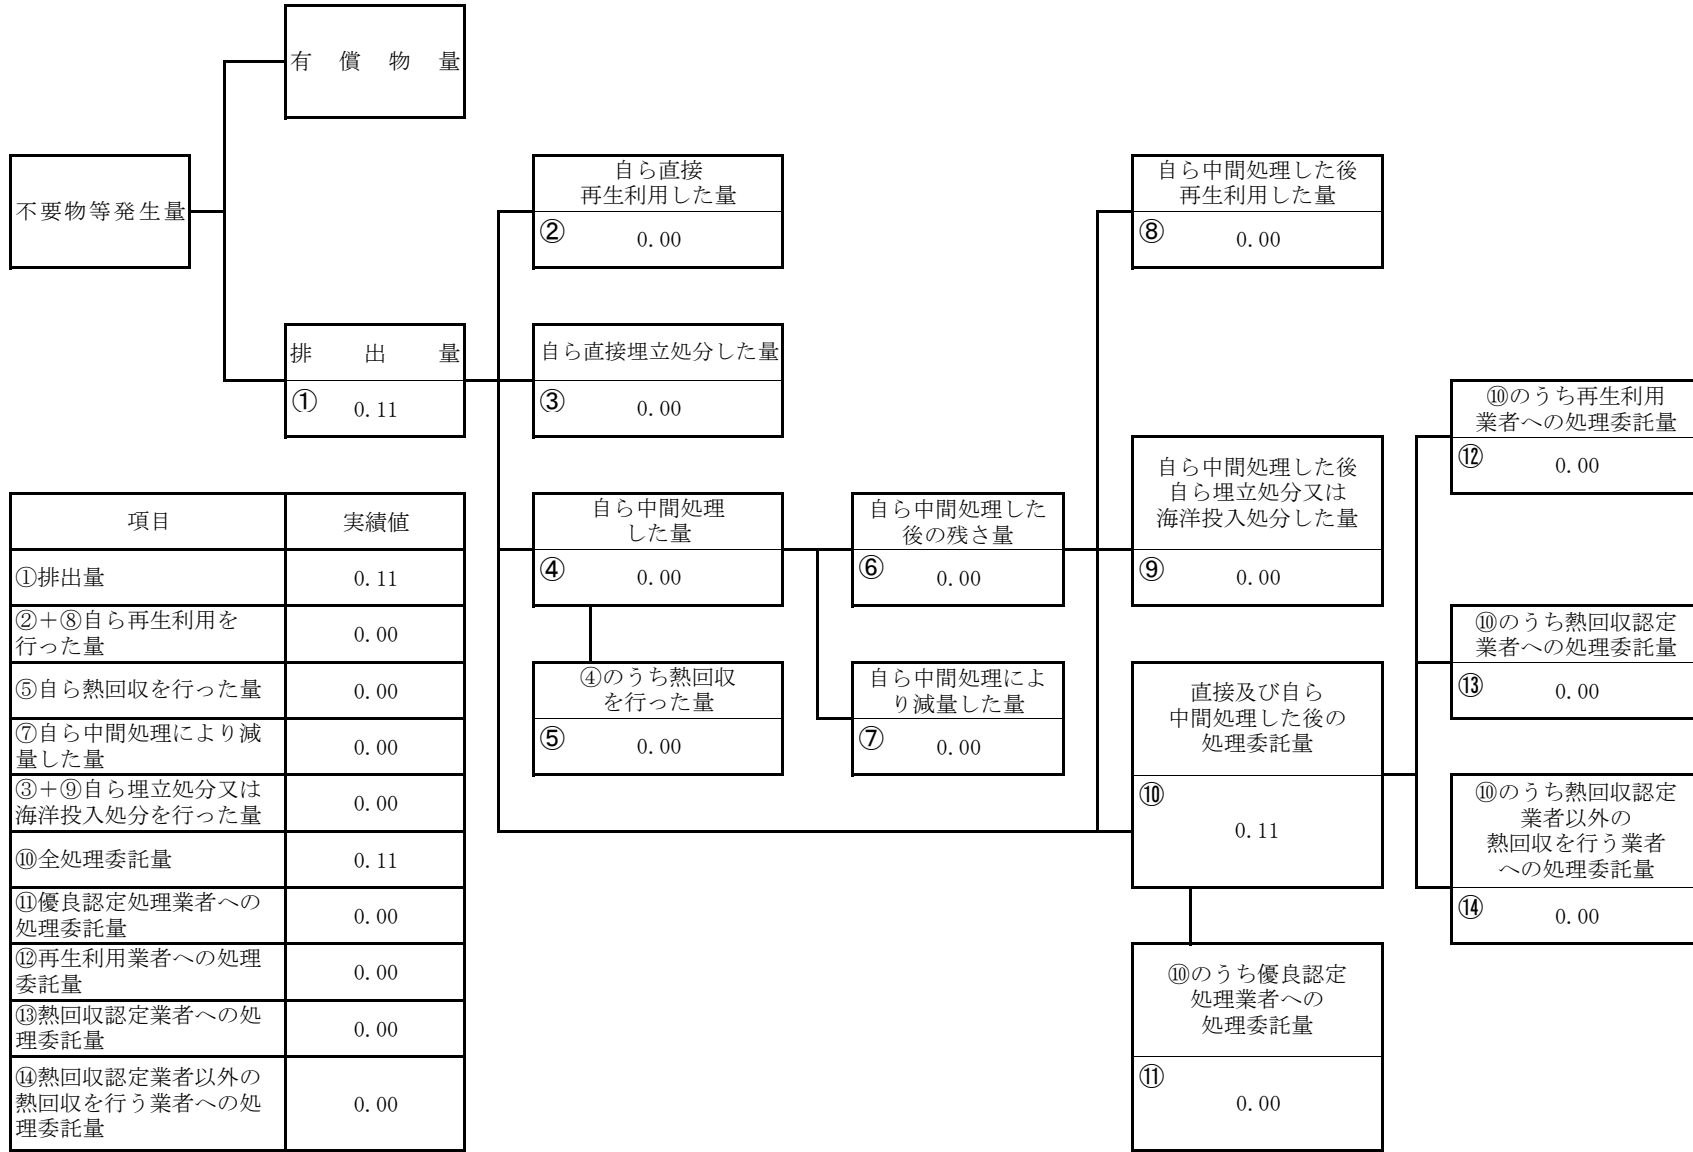 有償物量
不要物等発生量
排出量
① 0.11
自ら直接
再生利用した量
② 0.00
自ら直接埋立処分した量
③ 0.00
自ら中間処理
した量
④ 0.00
④のうち熱回収
を行った量
⑤ 0.00
自ら中間処理した
後の残さ量
⑥ 0.00
自ら中間処理によ
り減量した量
⑦ 0.00
自ら中間処理した後
再生利用した量
⑧ 0.00
自ら中間処理した後
自ら埋立処分又は
海洋投入処分した量
⑨ 0.00
直接及び自ら
中間処理した後の
処理委託量
⑩ 0.11
⑩のうち優良認定
処理業者への
処理委託量
⑪ 0.00
⑩のうち再生利用
業者への処理委託量
⑫ 0.00
⑩のうち熱回収認定
業者への処理委託量
⑬ 0.00
⑩のうち熱回収認定
業者以外の
熱回収を行う業者
への処理委託量
⑭ 0.00
項目 実績値
①排出量 0.11
②+⑧自ら再生利用を
行った量 0.00
⑤自ら熱回収を行った量 0.00
⑦自ら中間処理により減
量した量 0.00
③+⑨自ら埋立処分又は
海洋投入処分を行った量 0.00
⑩全処理委託量 0.11
⑪優良認定処理業者への
処理委託量 0.00
⑫再生利用業者への処理
委託量 0.00
⑬熱回収認定業者への処
理委託量 0.00
⑭熱回収認定業者以外の
熱回収を行う業者への処
理委託量 0.00